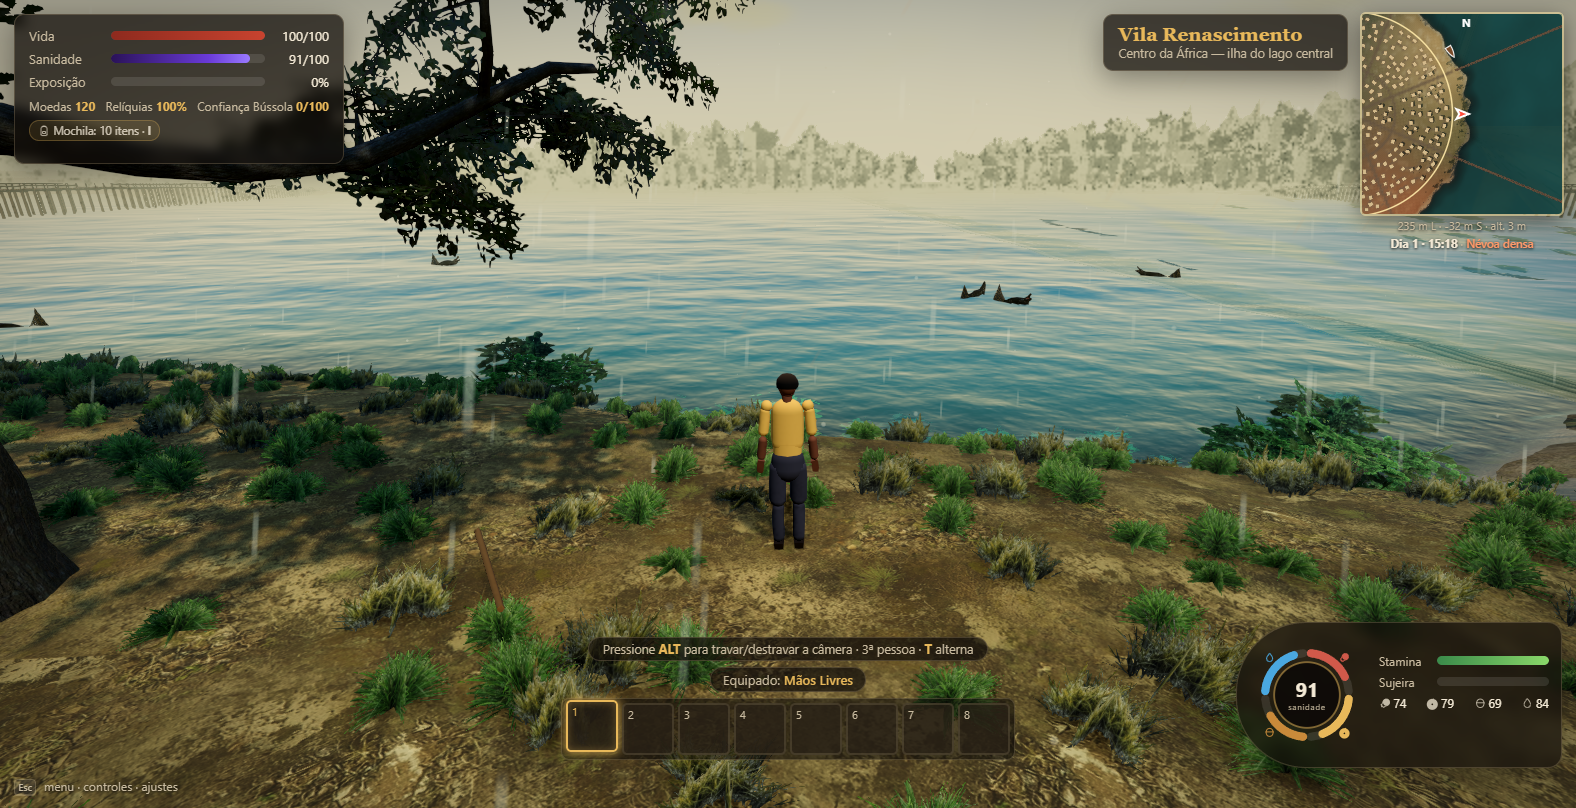 Vida 100/100
Sanidade 91/100
Exposição 0%
Moedas 120 Relíquias 100% Confiança Bússola 0/100
Mochila: 10 itens · I
Vila Renascimento
Centro da África — ilha do lago central
N
235 m L · -32 m S · alt. 3 m
Dia 1 · 15:18 · Névoa densa
Pressione ALT para travar/destravar a câmera · 3ª pessoa · T alterna
Equipado: Mãos Livres
1 2 3 4 5 6 7 8
91
sanidade
Stamina
Sujeira
74 79 69 84
Esc menu · controles · ajustes